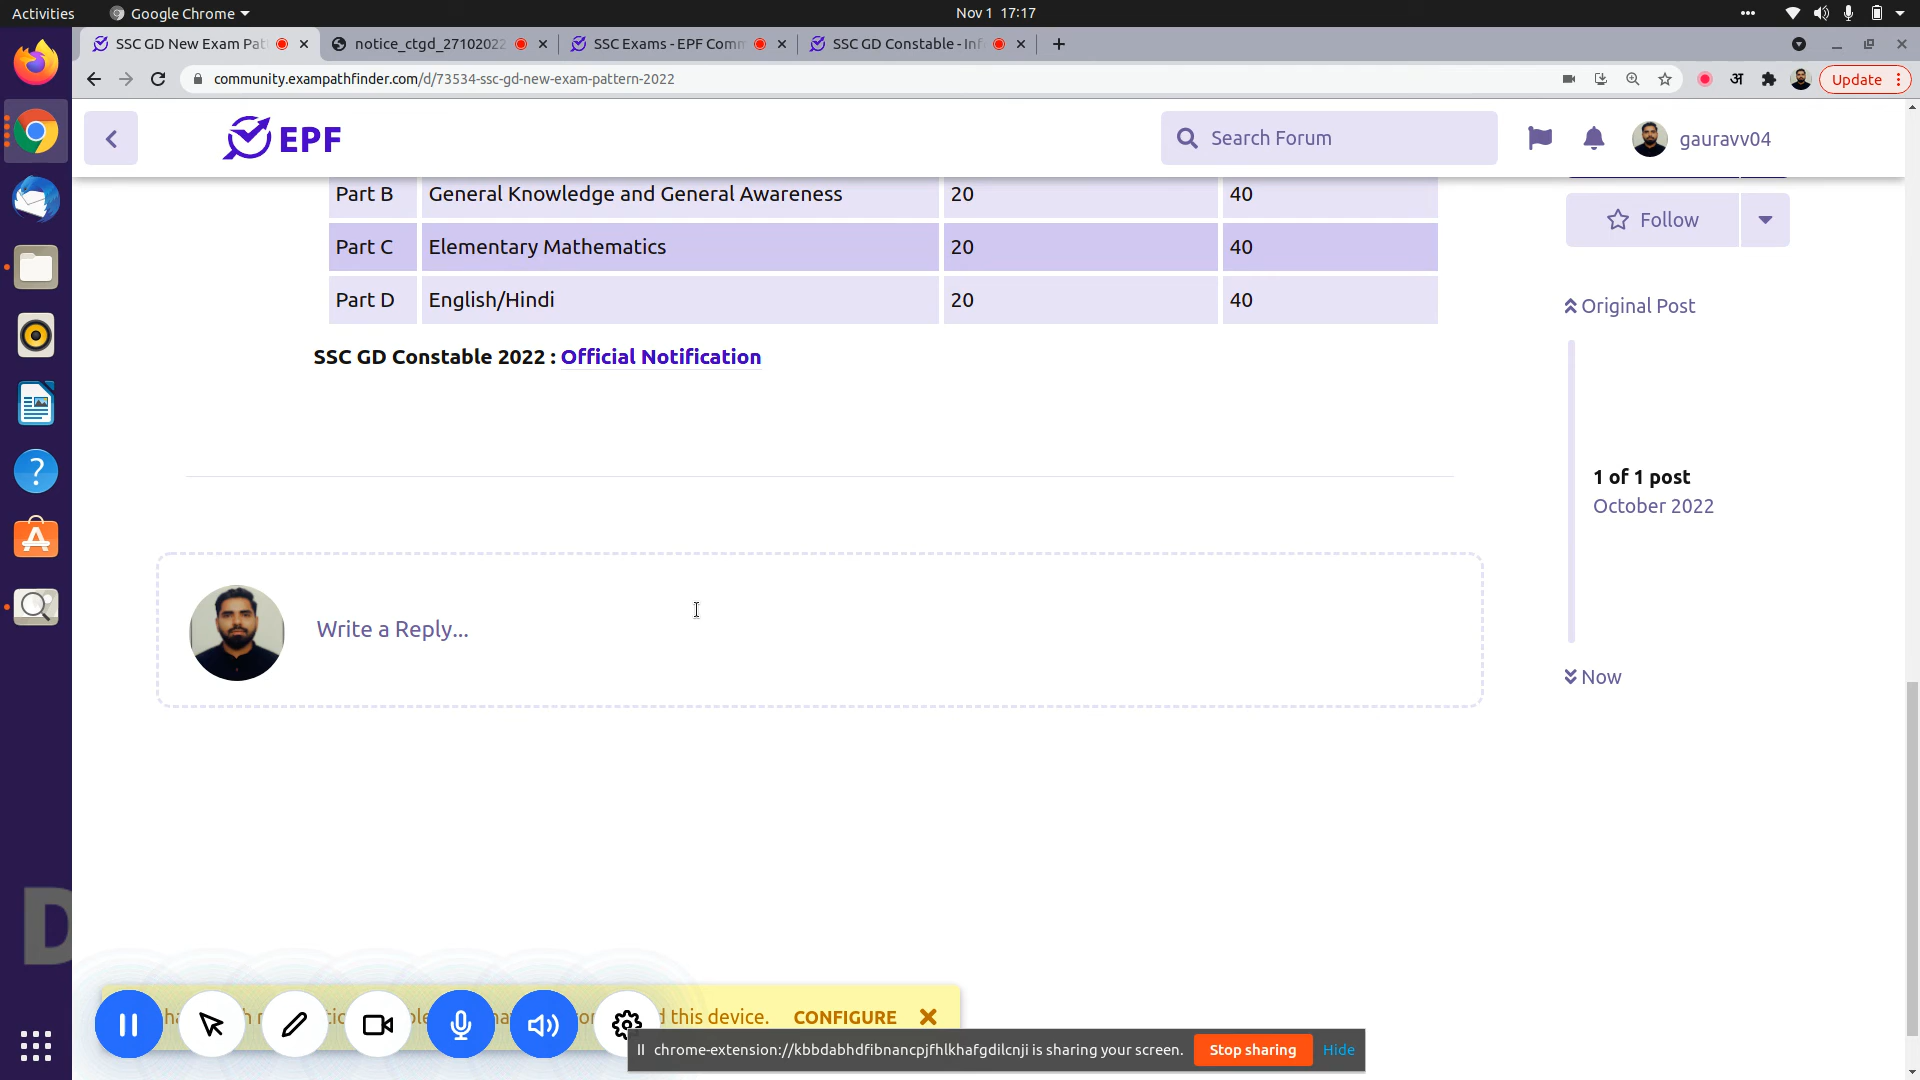 Activities Google Chrome Nov 1 17:17
SSC GD New Exam Pat notice_ctgd_27102022 SSC Exams - EPF Comm SSC GD Constable - Inf
community.exampathfinder.com/d/73534-ssc-gd-new-exam-pattern-2022 अ Update
EPF Search Forum gauravv04
Part B General Knowledge and General Awareness 20 40
Follow
Part C Elementary Mathematics 20 40
Part D English/Hindi 20 40
Original Post
SSC GD Constable 2022 : Official Notification
1 of 1 post
October 2022
Write a Reply...
Now
D
this device. CONFIGURE
chrome-extension://kbbdabhdfibnancpjfhlkhafgdilcnji is sharing your screen. Stop sharing Hide